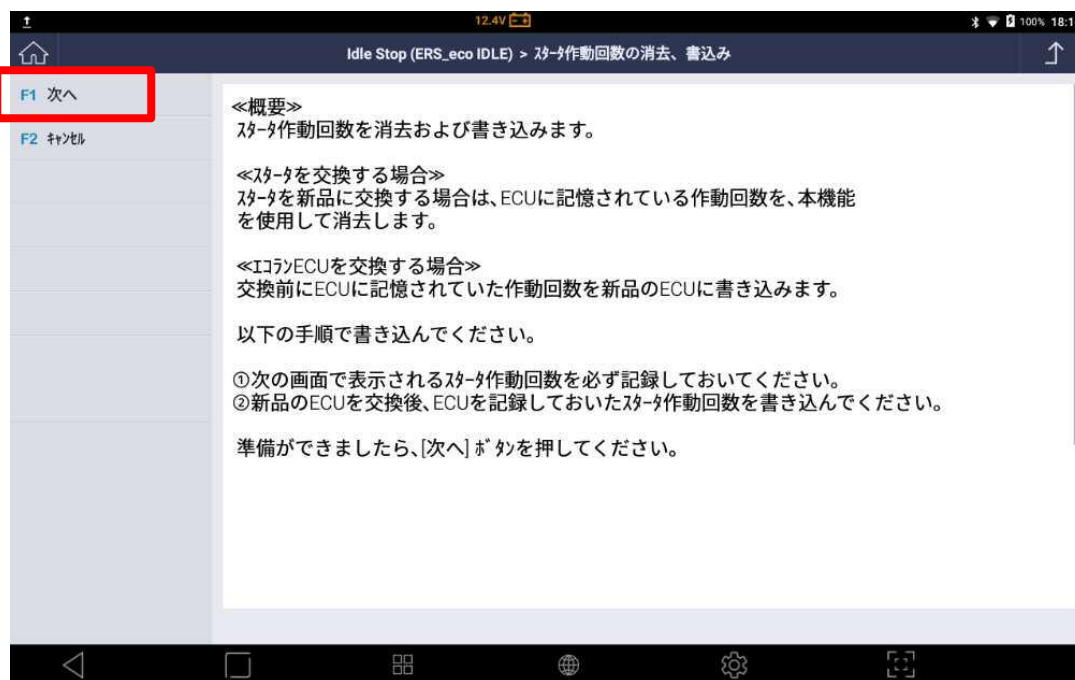 12.4V
100% 18:1
Idle Stop (ERS_eco IDLE) > ｽﾀｰﾀ作動回数の消去、書込み
F1 次へ
F2 ｷｬﾝｾﾙ
≪概要≫
ｽﾀｰﾀ作動回数を消去および書き込みます。
≪ｽﾀｰﾀを交換する場合≫
ｽﾀｰﾀを新品に交換する場合は、ECUに記憶されている作動回数を、本機能
を使用して消去します。
≪ｴｺﾗﾝECUを交換する場合≫
交換前にECUに記憶されていた作動回数を新品のECUに書き込みます。
以下の手順で書き込んでください。
①次の画面で表示されるｽﾀｰﾀ作動回数を必ず記録しておいてください。
②新品のECUを交換後、ECUを記録しておいたｽﾀｰﾀ作動回数を書き込んでください。
準備ができましたら、[次へ] ﾎﾞﾀﾝを押してください。